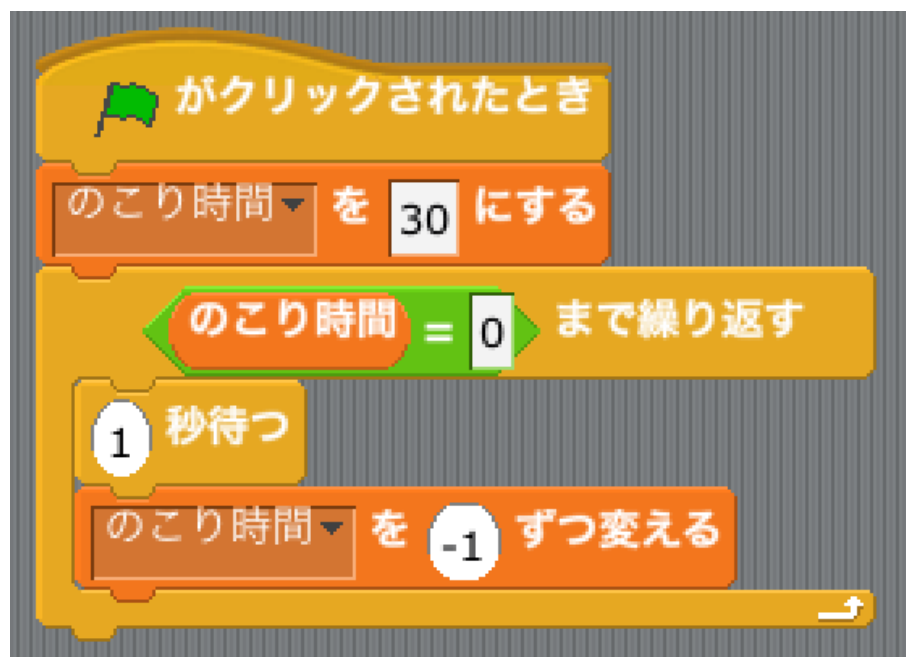 がクリックされたとき
のこり時間 を 30 にする
のこり時間 = 0 まで繰り返す
1 秒待つ
のこり時間 を -1 ずつ変える